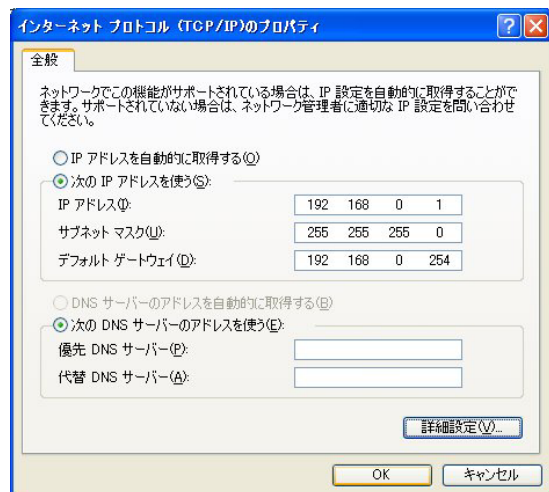 インターネット プロトコル (TCP/IP)のプロパティ
全般
ネットワークでこの機能がサポートされている場合は、IP 設定を自動的に取得することがで
きます。サポートされていない場合は、ネットワーク管理者に適切な IP 設定を問い合わせ
てください。
IP アドレスを自動的に取得する(O)
次の IP アドレスを使う(S):
IP アドレス(I): 192 168 0 1
サブネット マスク(U): 255 255 255 0
デフォルト ゲートウェイ(D): 192 168 0 254
DNS サーバーのアドレスを自動的に取得する(B)
次の DNS サーバーのアドレスを使う(E):
優先 DNS サーバー(P):
代替 DNS サーバー(A):
詳細設定(V)...
OK キャンセル